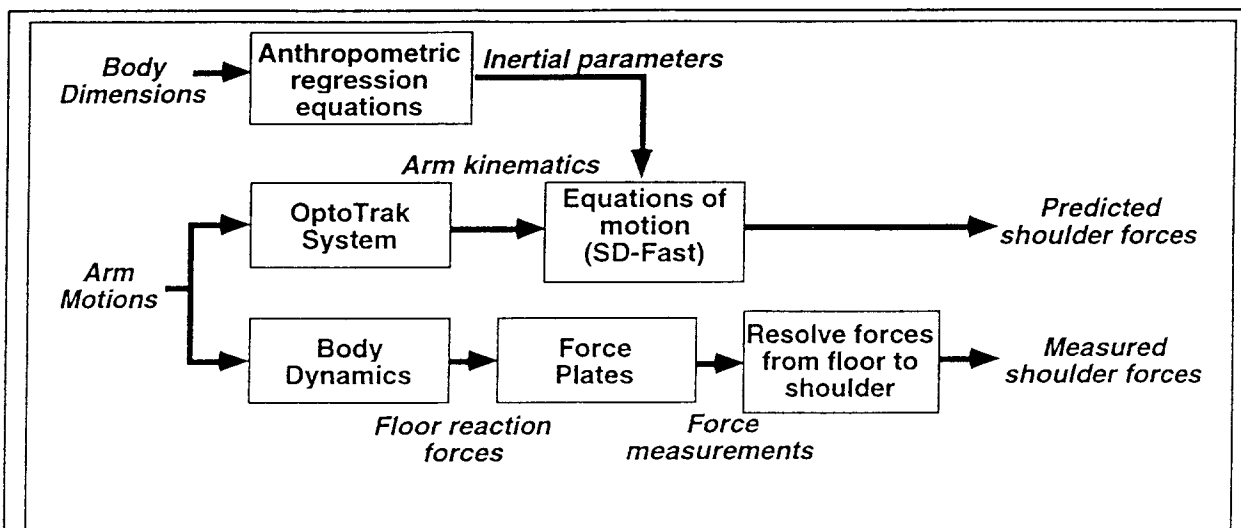 Body
Dimensions
Anthropometric
regression
equations
Inertial parameters
Arm kinematics
OptoTrak
System
Equations of
motion
(SD-Fast)
Predicted
shoulder forces
Arm
Motions
Body
Dynamics
Floor reaction
forces
Force
Plates
Force
measurements
Resolve forces
from floor to
shoulder
Measured
shoulder forces